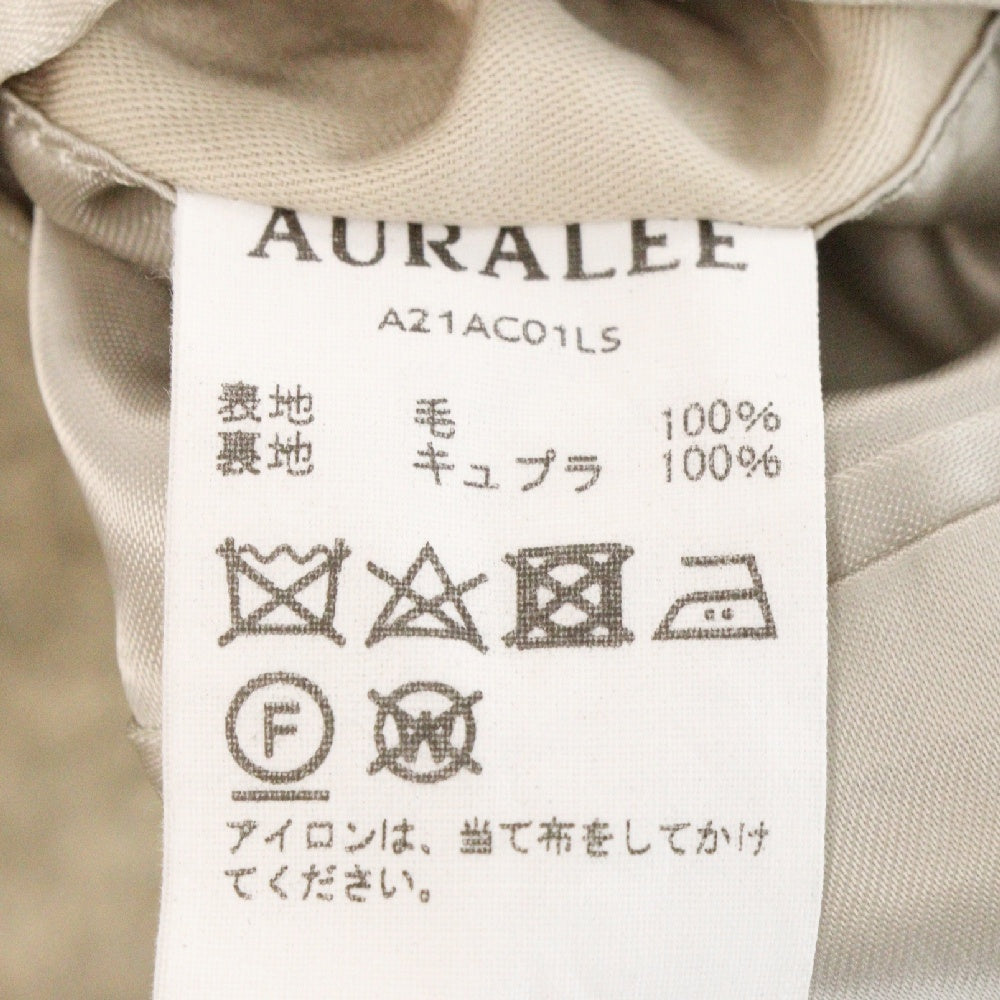 AURALEE
A21AC01LS
表地 毛 100%
裏地 キュプラ 100%
F
W
アイロンは、当て布をしてかけ
てください。